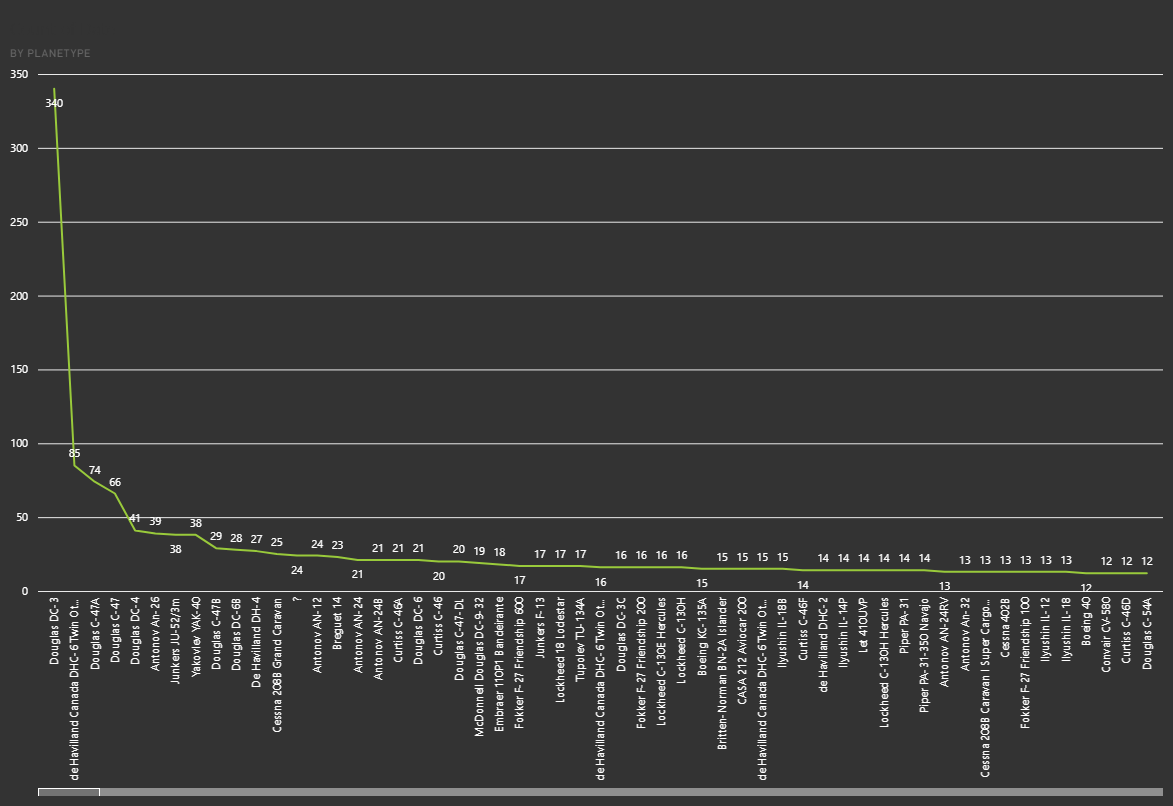 BY PLANETYPE
350
300
250
200
150
100
50
0
340
85
74
66
41
39
38
38
29
28
27
25
24
24
23
21
21
21
21
20
20
19
18
17
17
17
17
16
16
16
16
16
15
15
15
15
15
14
14
14
14
14
14
14
13
13
13
13
13
13
13
12
12
12
12
Douglas DC-3
de Havilland Canada DHC-6 Twin Ot...
Douglas C-47A
Douglas C-47
Douglas DC-4
Antonov An-26
Junkers JU-52/3m
Yakovlev YAK-40
Douglas C-47B
Douglas DC-6B
De Havilland DH-4
Cessna 208B Grand Caravan
?
Antonov AN-12
Breguet 14
Antonov AN-24
Antonov AN-24B
Curtiss C-46A
Douglas DC-6
Curtis C-46
Douglas C-47-DL
McDonnell Douglas DC-9-32
Embraer 110P1 Bandeirante
Fokker F-27 Friendship 600
Junkers F-13
Lockheed 18 Lodestar
Tupolev TU-134A
de Havilland Canada DHC-6 Twin Ot...
Douglas DC-3C
Fokker F-27 Friendship 200
Lockheed C-130E Hercules
Lockheed C-130H
Boeing KC-135A
Britten-Norman BN-2A Islander
CASA 212 Aviocar 200
de Havilland Canada DHC-6 Twin Ot...
Ilyushin IL-18B
Curtiss C-46F
de Havilland DHC-2
Ilyushin IL-14P
Let 410UVP
Lockheed C-130H Hercules
Piper PA-31
Piper PA-31-350 Navajo
Antonov AN-24RV
Antonov An-32
Cessna 208B Caravan I Super Cargo...
Cessna 402B
Fokker F-27 Friendship 100
Ilyushin IL-12
Ilyushin IL-18
Boeing 40
Convair CV-580
Curtiss C-46D
Douglas C-54A